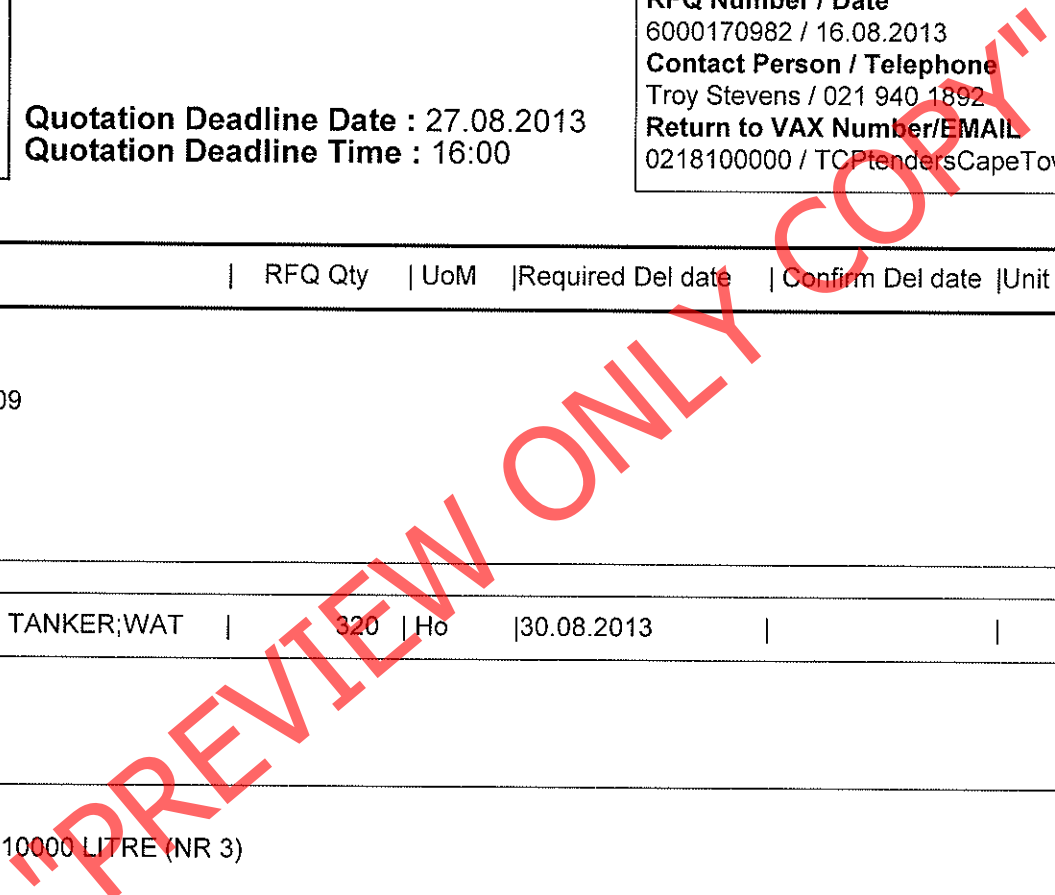 RFQ Number / Date
6000170982 / 16.08.2013
Contact Person / Telephone
Troy Stevens / 021 940 1892
Quotation Deadline Date : 27.08.2013
Return to VAX Number/EMAIL
Quotation Deadline Time : 16:00
0218100000 / TCPtendersCapeTov
| RFQ Qty | UoM |Required Del date | Confirm Del date |Unit
09
TANKER;WAT | 320 | Ho |30.08.2013 | |
10000 LITRE (NR 3)
"PREVIEW ONLY COPY"